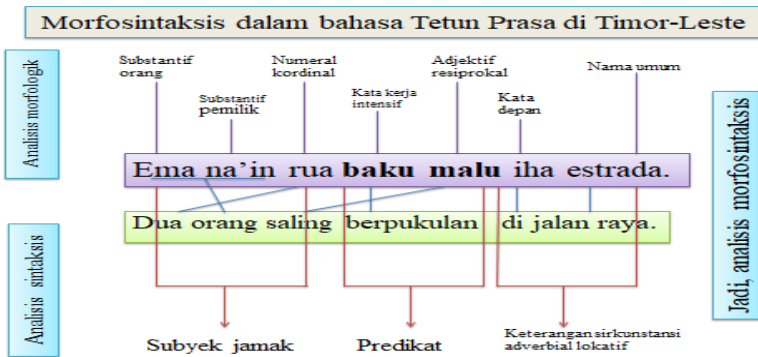 Morfosintaksis dalam bahasa Tetun Prasa di Timor-Leste
Analisis morfologik
Substantif
orang
Substantif
pemilik
Numeral
kordinal
Kata kerja
intensif
Adjektif
resiprokal
Kata
depan
Nama umum
Ema na’in rua baku malu iha estrada.
Dua orang saling berpukulan di jalan raya.
Analisis sintaksis
Subyek jamak
Predikat
Keterangan sirkunstansi
adverbial lokatif
Jadi, analisis morfosintaksis